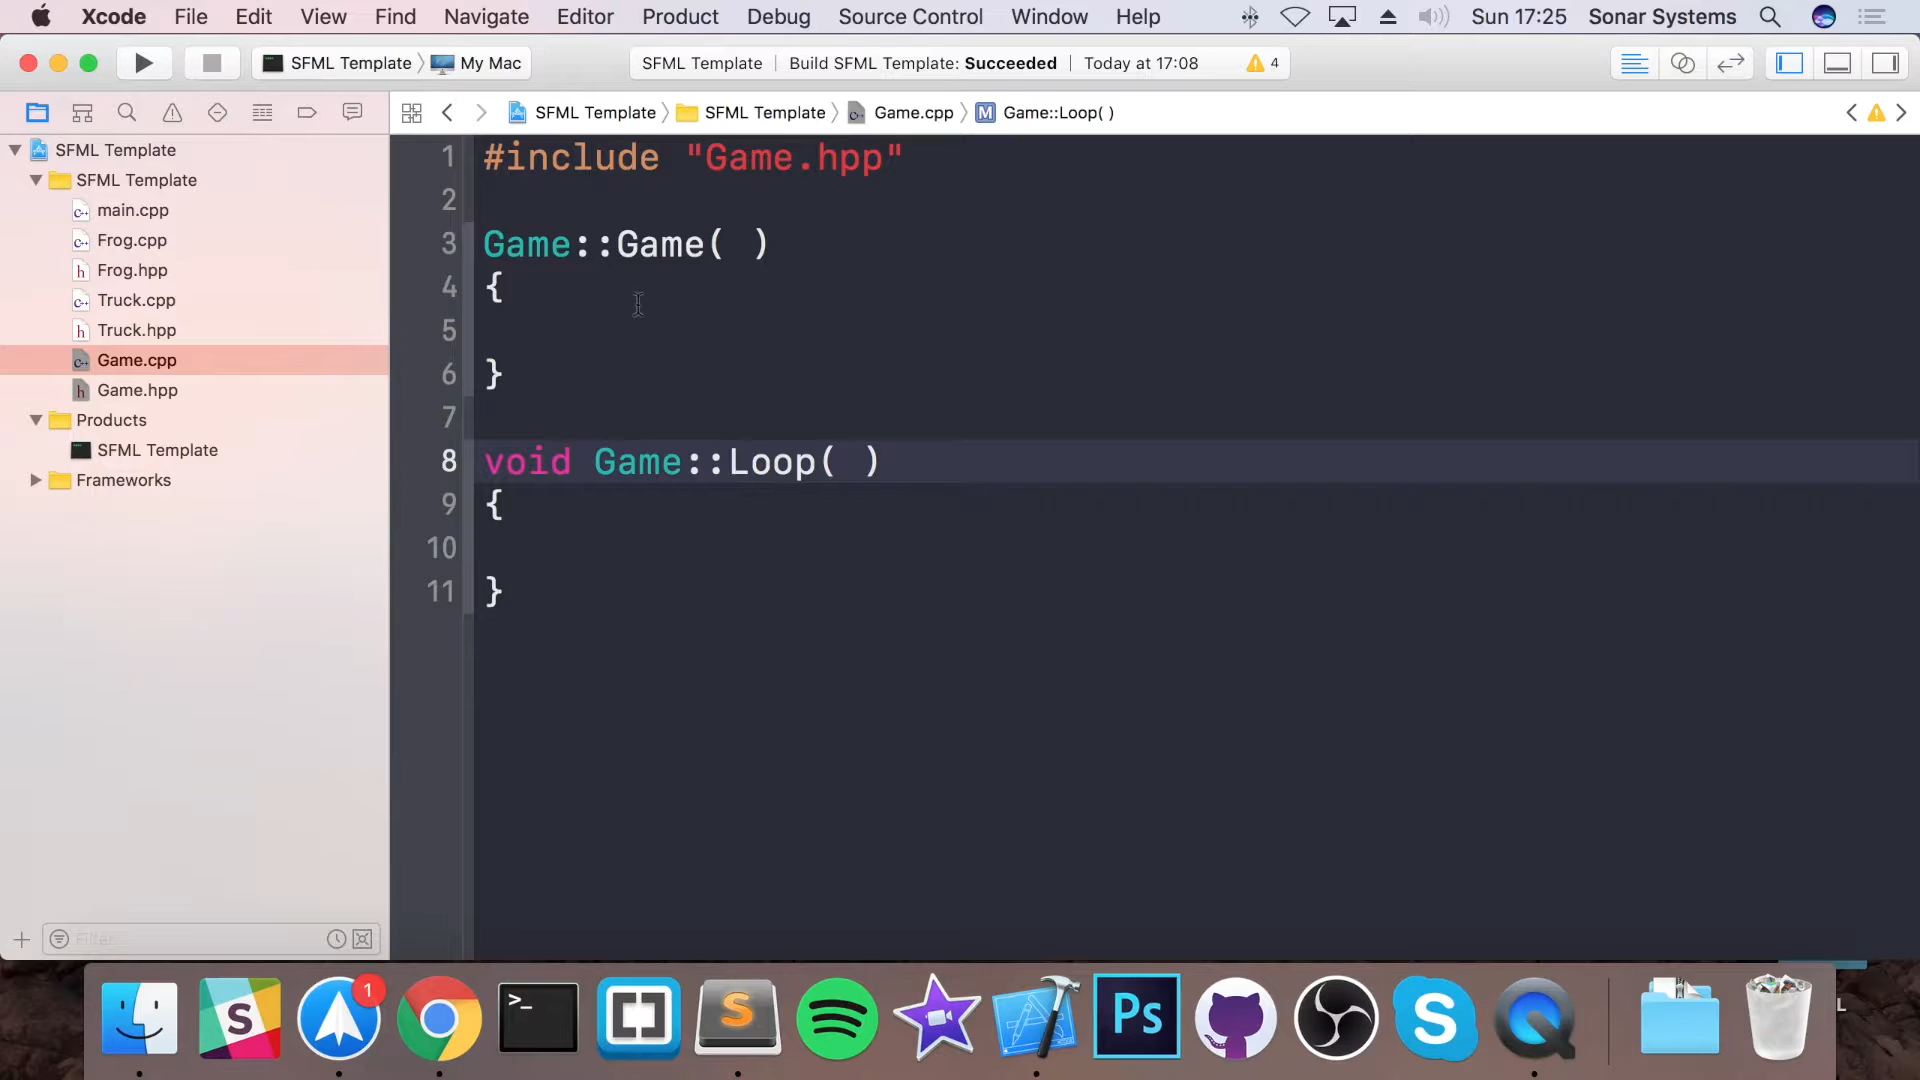 Xcode File Edit View Find Navigate Editor Product Debug Source Control Window Help Sun 17:25 Sonar Systems
SFML Template My Mac SFML Template Build SFML Template: Succeeded Today at 17:08 4
SFML Template SFML Template Game.cpp M Game::Loop( )
SFML Template
SFML Template
C++ main.cpp
C++ Frog.cpp
h Frog.hpp
C++ Truck.cpp
h Truck.hpp
C++ Game.cpp
h Game.hpp
Products
SFML Template
Frameworks
Filter
1 #include "Game.hpp"
2
3 Game::Game( )
4 {
5
6 }
7
8 void Game::Loop( )
9 {
10
11 }
S 1 >_ S Ps S L